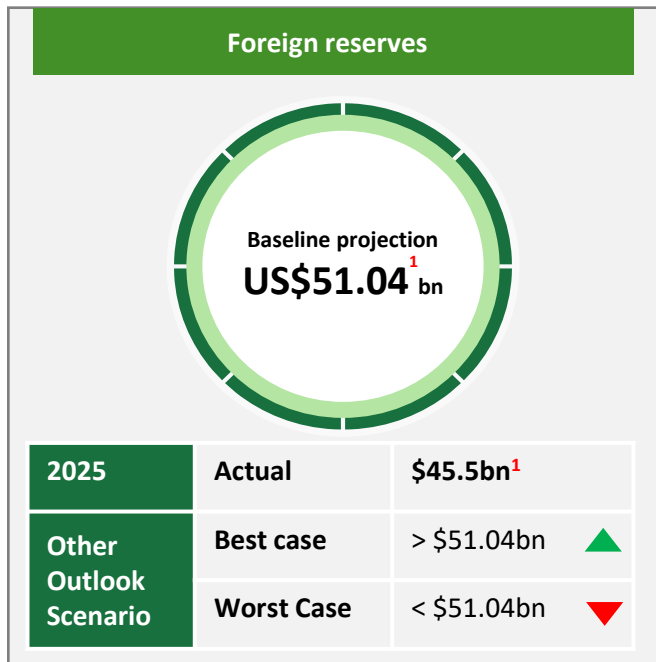 Foreign reserves
Baseline projection
US$51.04¹ bn
2025 Actual $45.5bn¹
Other Outlook Scenario
Best case > $51.04bn
Worst Case < $51.04bn